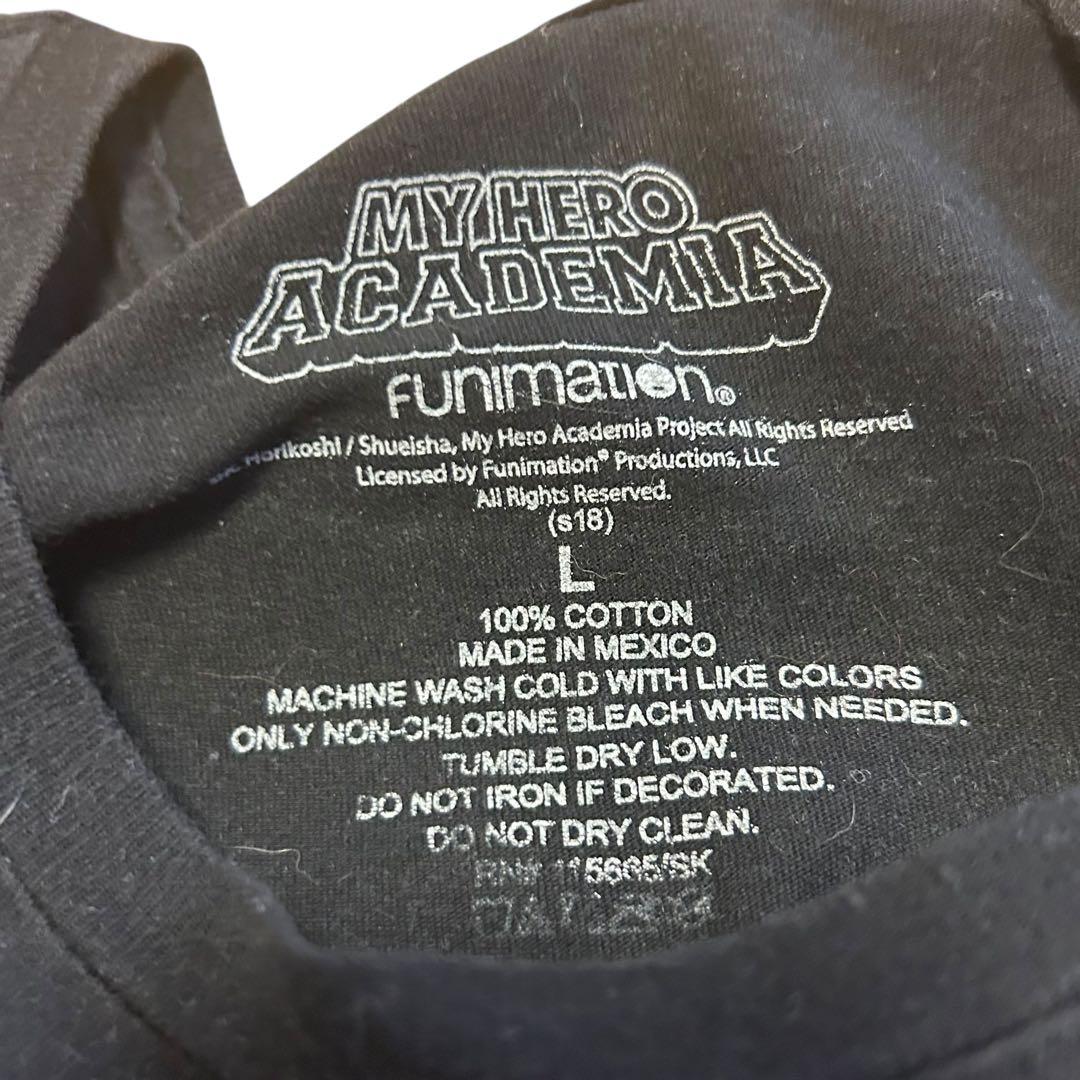 MY HERO
ACADEMIA
FUNIMATION®
Horikoshi / Shueisha, My Hero Academia Project All Rights Reserved
Licensed by Funimation® Productions, LLC
All Rights Reserved.
(s18)
L
100% COTTON
MADE IN MEXICO
MACHINE WASH COLD WITH LIKE COLORS
ONLY NON-CHLORINE BLEACH WHEN NEEDED.
TUMBLE DRY LOW.
DO NOT IRON IF DECORATED.
DO NOT DRY CLEAN.
RN#